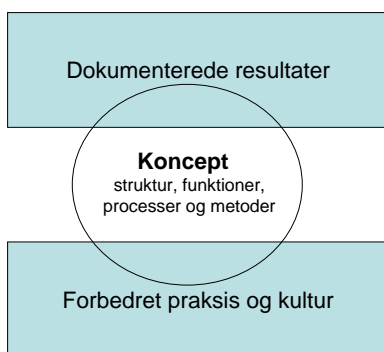 Dokumenterede resultater
Koncept
struktur, funktioner,
processer og metoder
Forbedret praksis og kultur